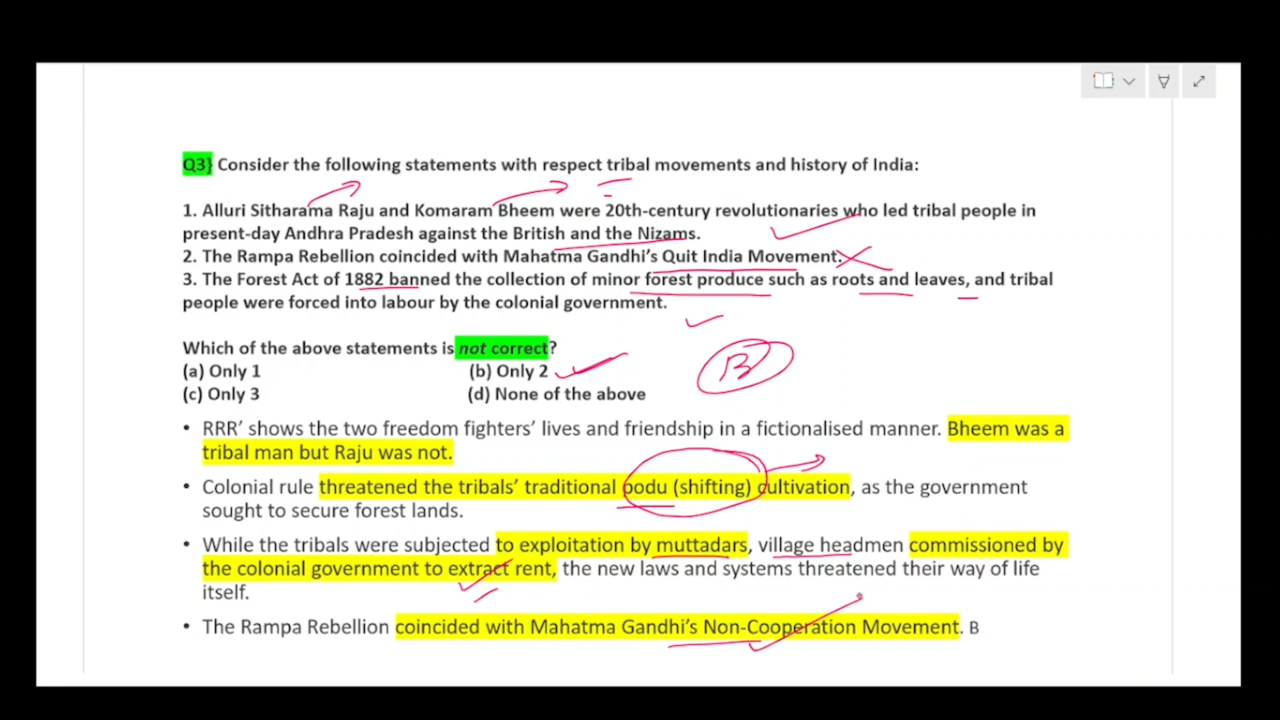 Q3} Consider the following statements with respect tribal movements and history of India:
1. Alluri Sitharama Raju and Komaram Bheem were 20th-century revolutionaries who led tribal people in
present-day Andhra Pradesh against the British and the Nizams.
2. The Rampa Rebellion coincided with Mahatma Gandhi's Quit India Movement.
3. The Forest Act of 1882 banned the collection of minor forest produce such as roots and leaves, and tribal
people were forced into labour by the colonial government.
Which of the above statements is not correct?
(a) Only 1 (b) Only 2
(c) Only 3 (d) None of the above
B
• RRR' shows the two freedom fighters' lives and friendship in a fictionalised manner. Bheem was a
tribal man but Raju was not.
• Colonial rule threatened the tribals' traditional podu (shifting) cultivation, as the government
sought to secure forest lands.
• While the tribals were subjected to exploitation by muttadars, village headmen commissioned by
the colonial government to extract rent, the new laws and systems threatened their way of life
itself.
• The Rampa Rebellion coincided with Mahatma Gandhi's Non-Cooperation Movement. B